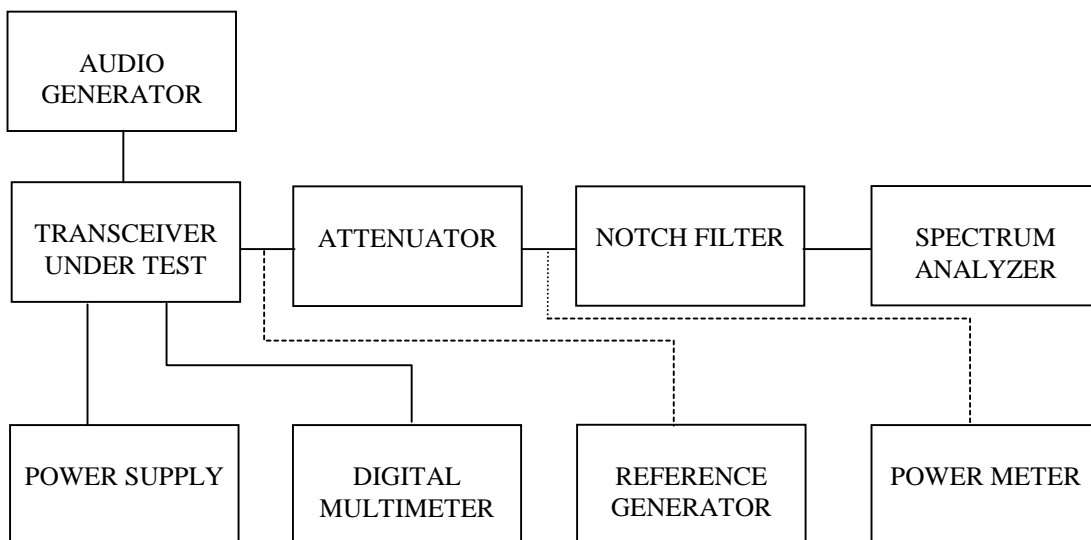 AUDIO
GENERATOR
TRANSCEIVER
UNDER TEST
ATTENUATOR
NOTCH FILTER
SPECTRUM
ANALYZER
POWER SUPPLY
DIGITAL
MULTIMETER
REFERENCE
GENERATOR
POWER METER